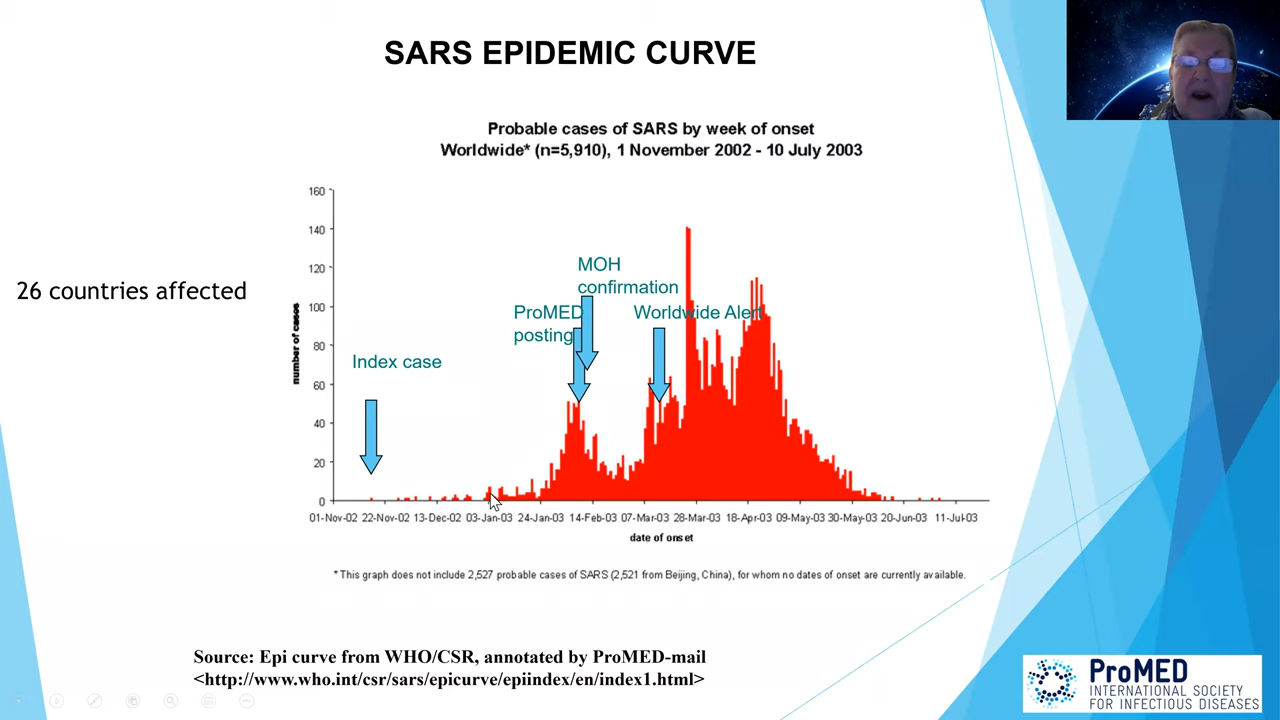 SARS EPIDEMIC CURVE
Probable cases of SARS by week of onset
Worldwide* (n=5,910), 1 November 2002 - 10 July 2003
26 countries affected
number of cases
160
140
120
100
80
60
40
20
0
MOH
confirmation
ProMED
posting
Worldwide Alert
Index case
01-Nov-02 22-Nov-02 13-Dec-02 03-Jan-03 24-Jan-03 14-Feb-03 07-Mar-03 28-Mar-03 18-Apr-03 09-May-03 30-May-03 20-Jun-03 11-Jul-03
date of onset
* This graph does not include 2,527 probable cases of SARS (2,521 from Beijing, China), for whom no dates of onset are currently available.
Source: Epi curve from WHO/CSR, annotated by ProMED-mail
<http://www.who.int/csr/sars/epicurve/epiindex/en/index1.html>
ProMED
INTERNATIONAL SOCIETY
FOR INFECTIOUS DISEASES